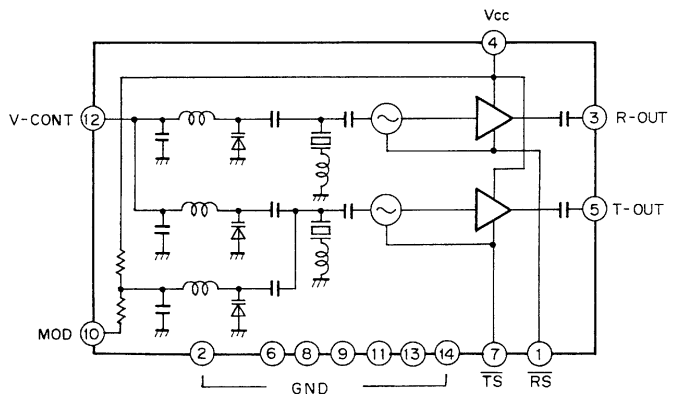 Vcc
4
V-CONT 12
3 R-OUT
5 T-OUT
MOD 10
2 6 8 9 11 13 14 7 1
GND
TS RS